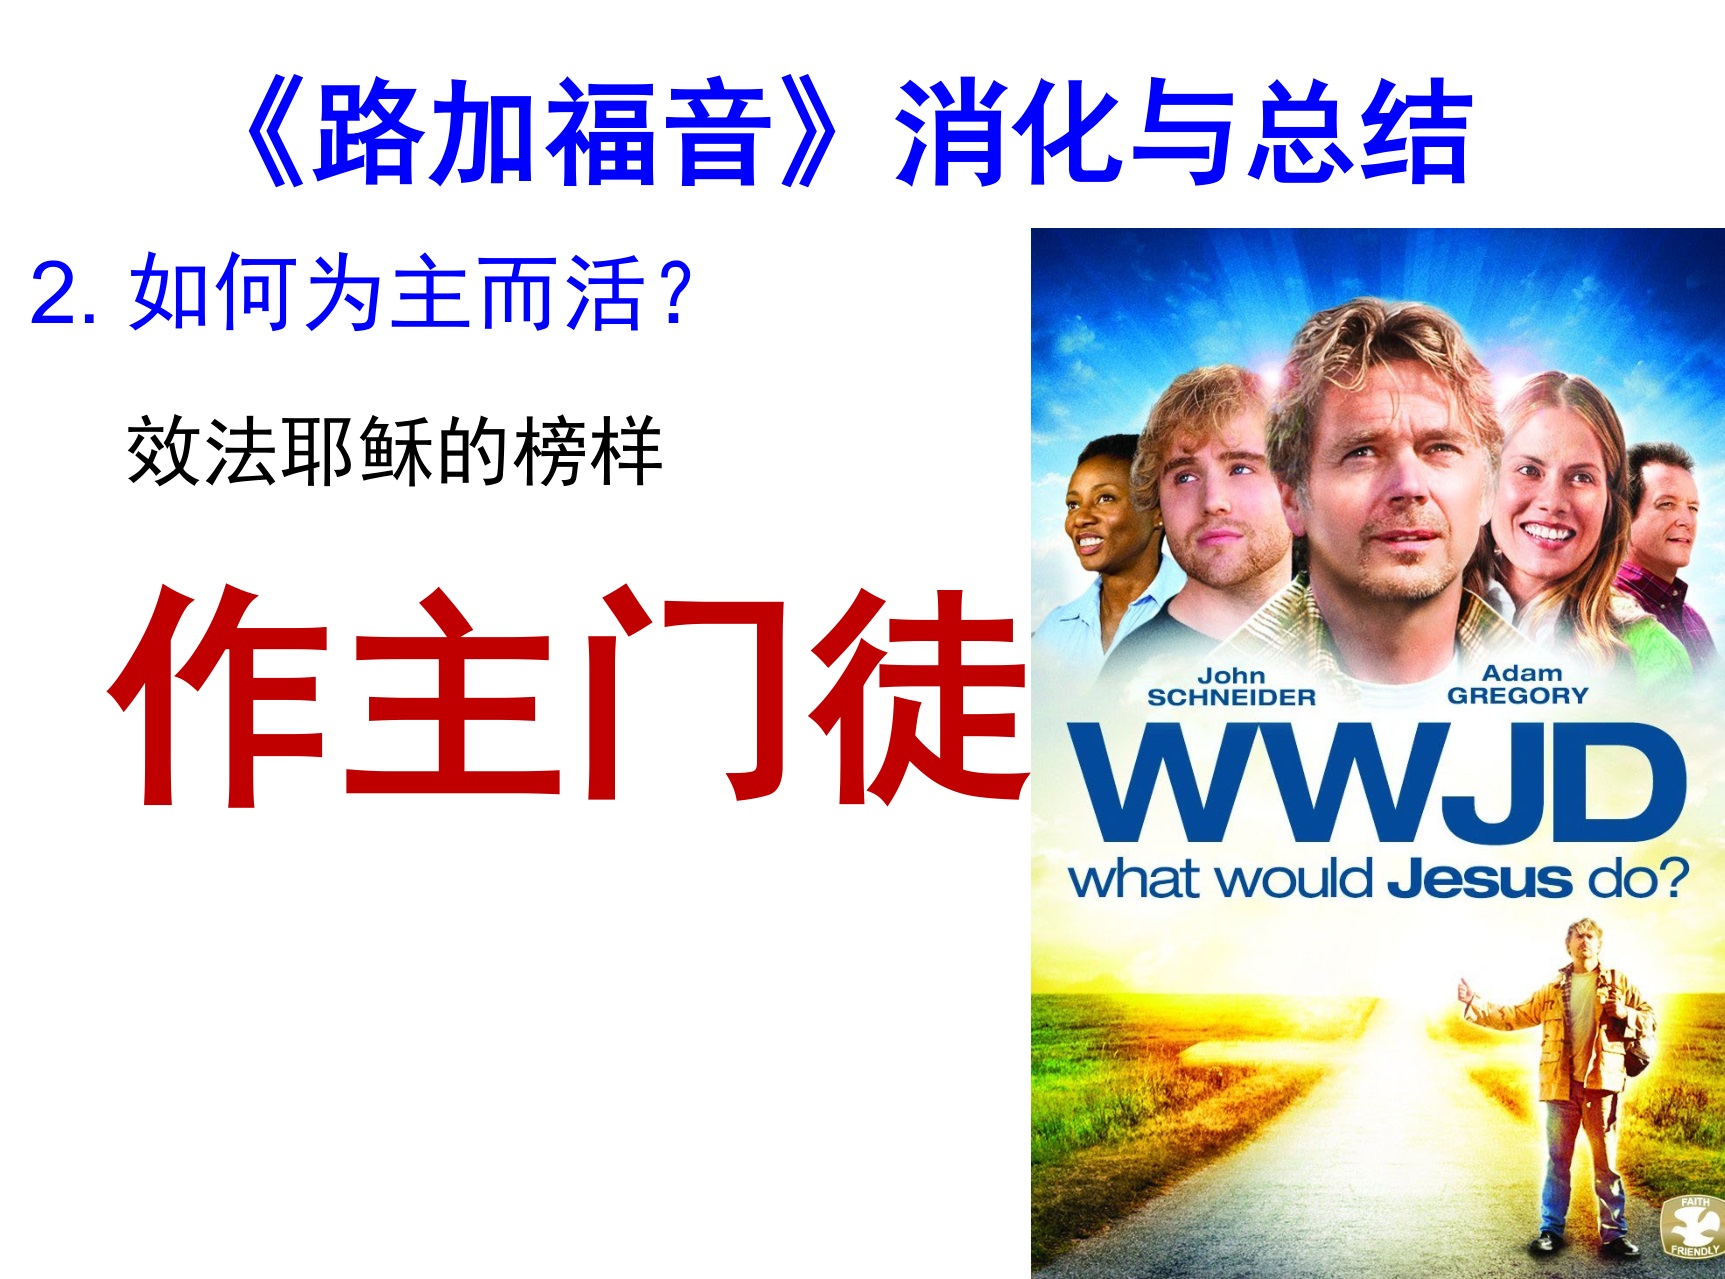 《路加福音》消化与总结
2. 如何为主而活？
效法耶稣的榜样
作主门徒
John
SCHNEIDER
Adam
GREGORY
WWJD
what would Jesus do?
FAITH
FRIENDLY